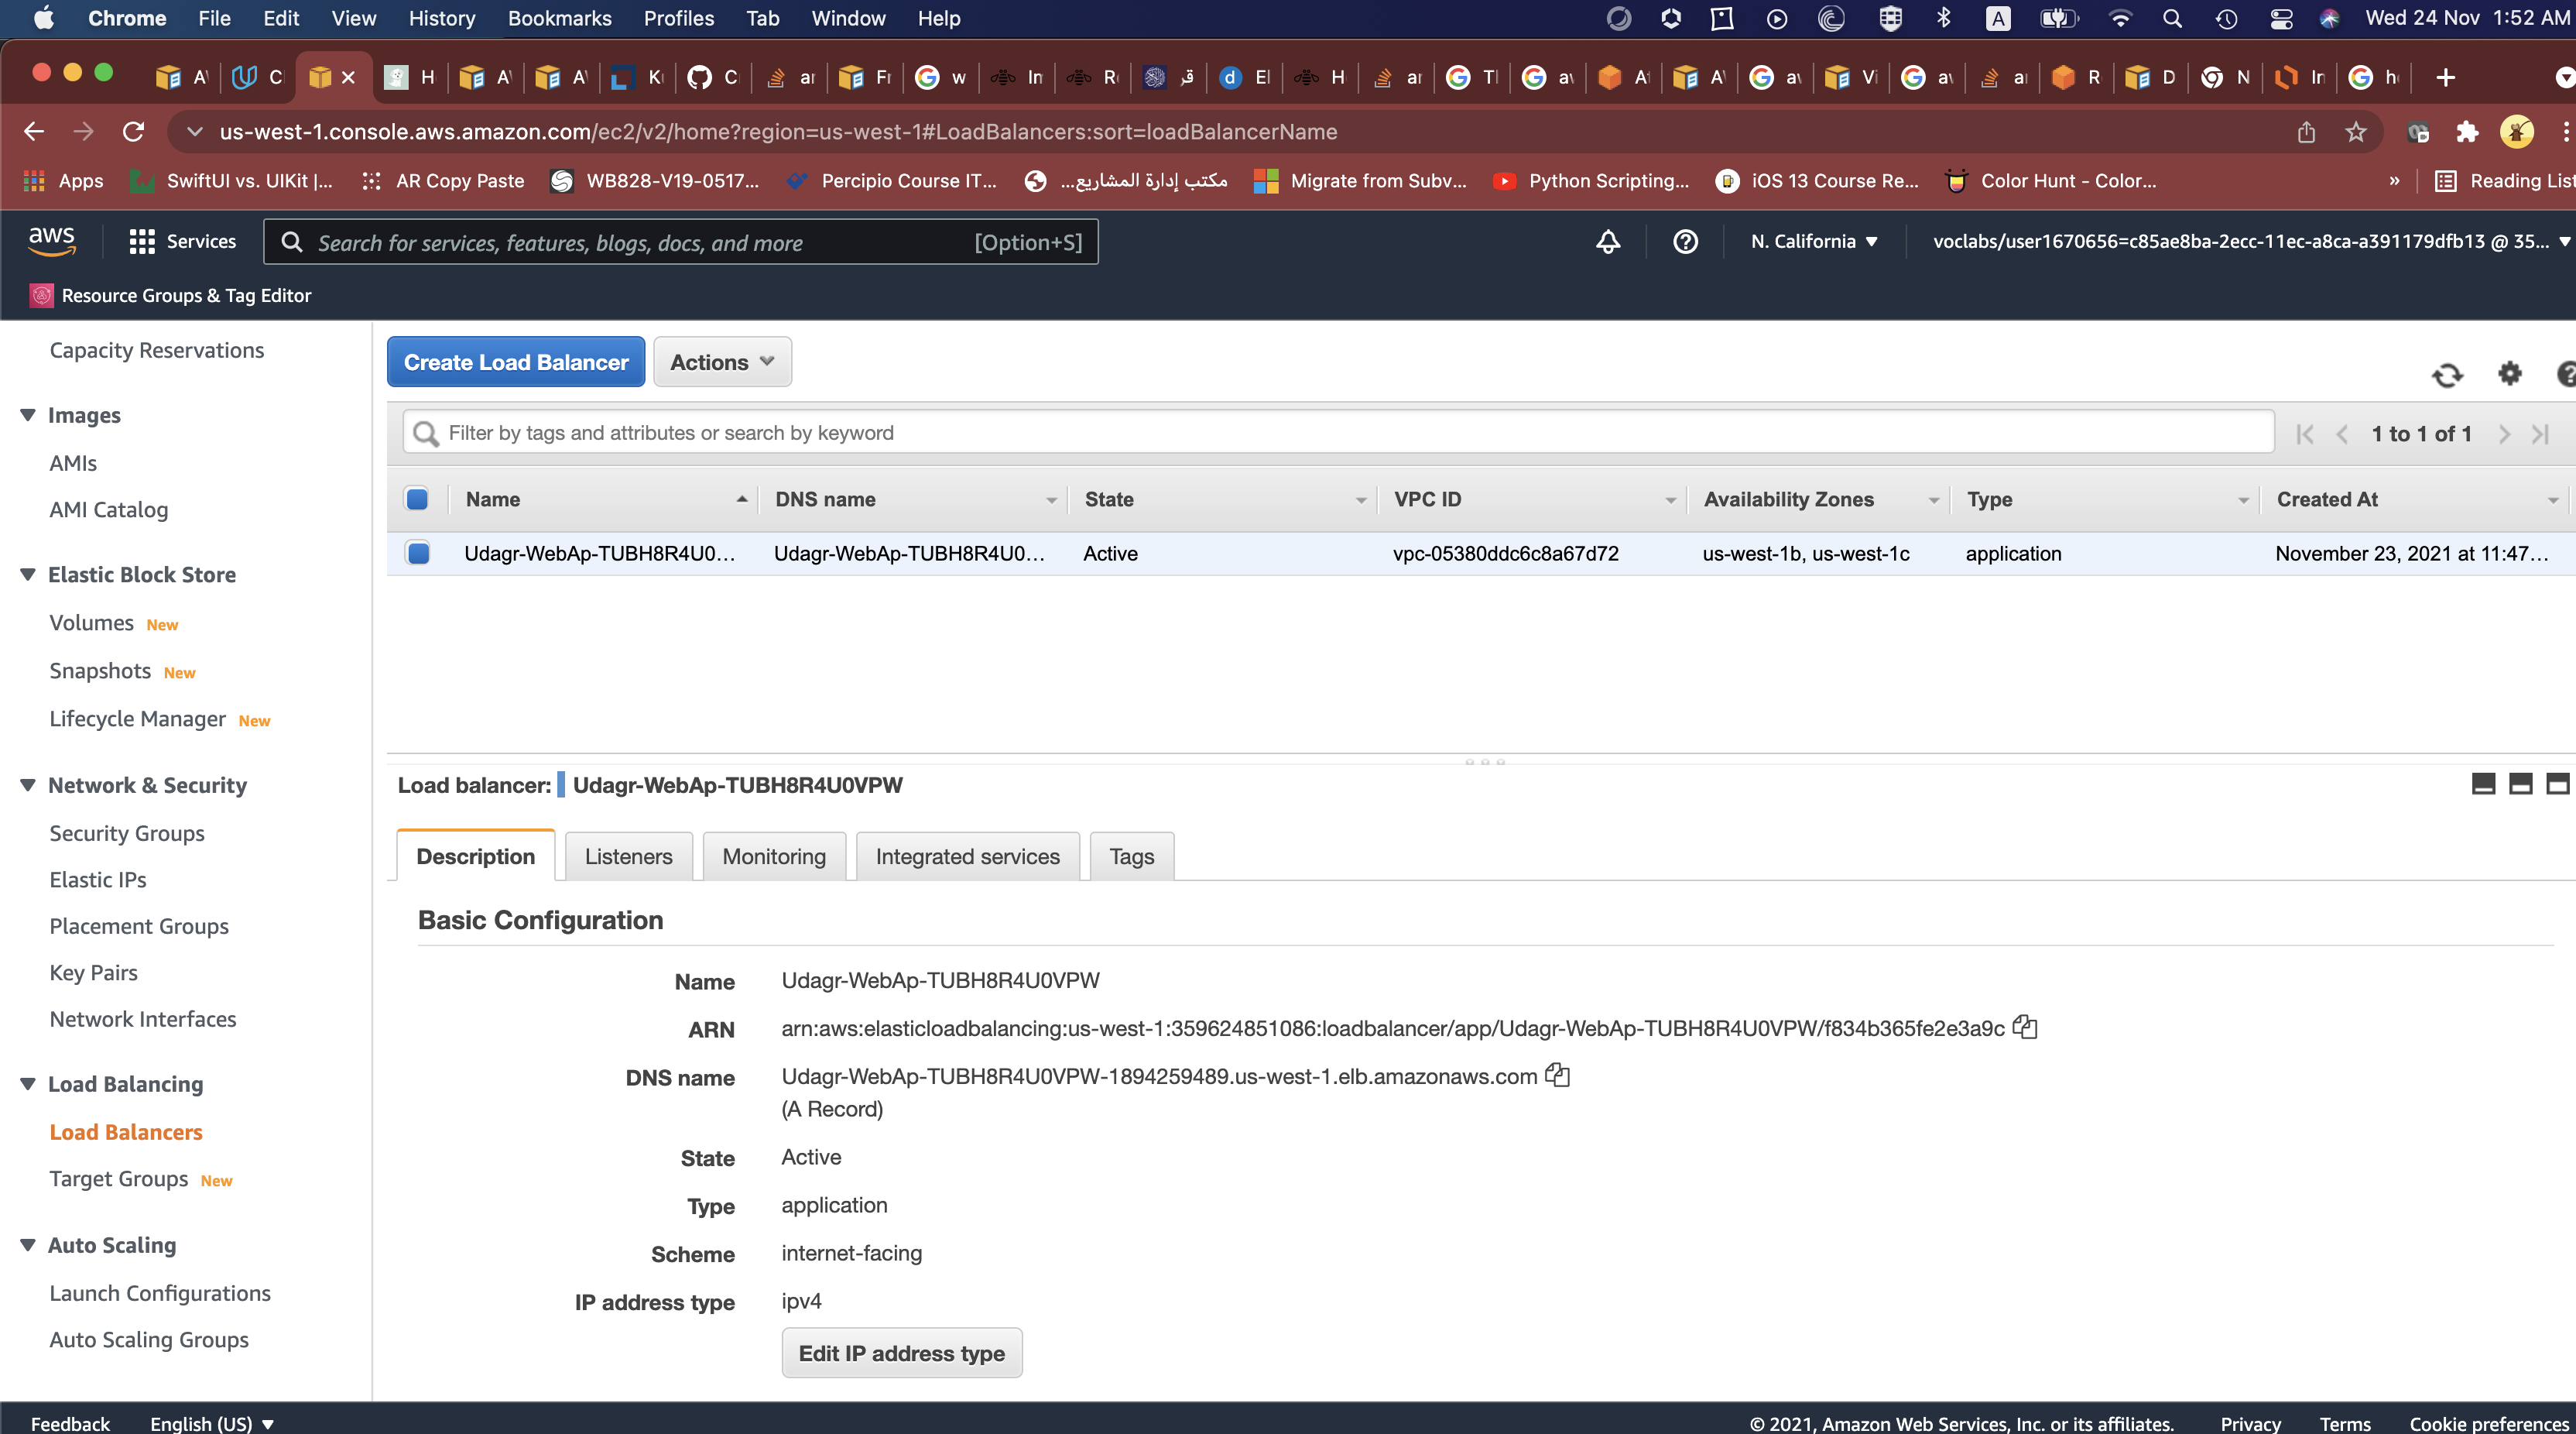 Chrome File Edit View History Bookmarks Profiles Tab Window Help A Wed 24 Nov 1:52 AM
us-west-1.console.aws.amazon.com/ec2/v2/home?region=us-west-1#LoadBalancers:sort=loadBalancerName
Apps SwiftUI vs. UIKit |... AR Copy Paste WB828-V19-0517... Percipio Course IT... مكتب إدارة المشاريع... Migrate from Subv... Python Scripting... iOS 13 Course Re... Color Hunt - Color... » Reading List
aws Services Search for services, features, blogs, docs, and more [Option+S] N. California voclabs/user1670656=c85ae8ba-2ecc-11ec-a8ca-a391179dfb13 @ 35...
Resource Groups & Tag Editor
Capacity Reservations
Images
AMIs
AMI Catalog
Elastic Block Store
Volumes New
Snapshots New
Lifecycle Manager New
Network & Security
Security Groups
Elastic IPs
Placement Groups
Key Pairs
Network Interfaces
Load Balancing
Load Balancers
Target Groups New
Auto Scaling
Launch Configurations
Auto Scaling Groups
Create Load Balancer Actions
Filter by tags and attributes or search by keyword 1 to 1 of 1
Name DNS name State VPC ID Availability Zones Type Created At
Udagr-WebAp-TUBH8R4U0... Udagr-WebAp-TUBH8R4U0... Active vpc-05380ddc6c8a67d72 us-west-1b, us-west-1c application November 23, 2021 at 11:47...
Load balancer: Udagr-WebAp-TUBH8R4U0VPW
Description Listeners Monitoring Integrated services Tags
Basic Configuration
Name Udagr-WebAp-TUBH8R4U0VPW
ARN arn:aws:elasticloadbalancing:us-west-1:359624851086:loadbalancer/app/Udagr-WebAp-TUBH8R4U0VPW/f834b365fe2e3a9c
DNS name Udagr-WebAp-TUBH8R4U0VPW-1894259489.us-west-1.elb.amazonaws.com
(A Record)
State Active
Type application
Scheme internet-facing
IP address type ipv4
Edit IP address type
Feedback English (US) © 2021, Amazon Web Services, Inc. or its affiliates. Privacy Terms Cookie preferences